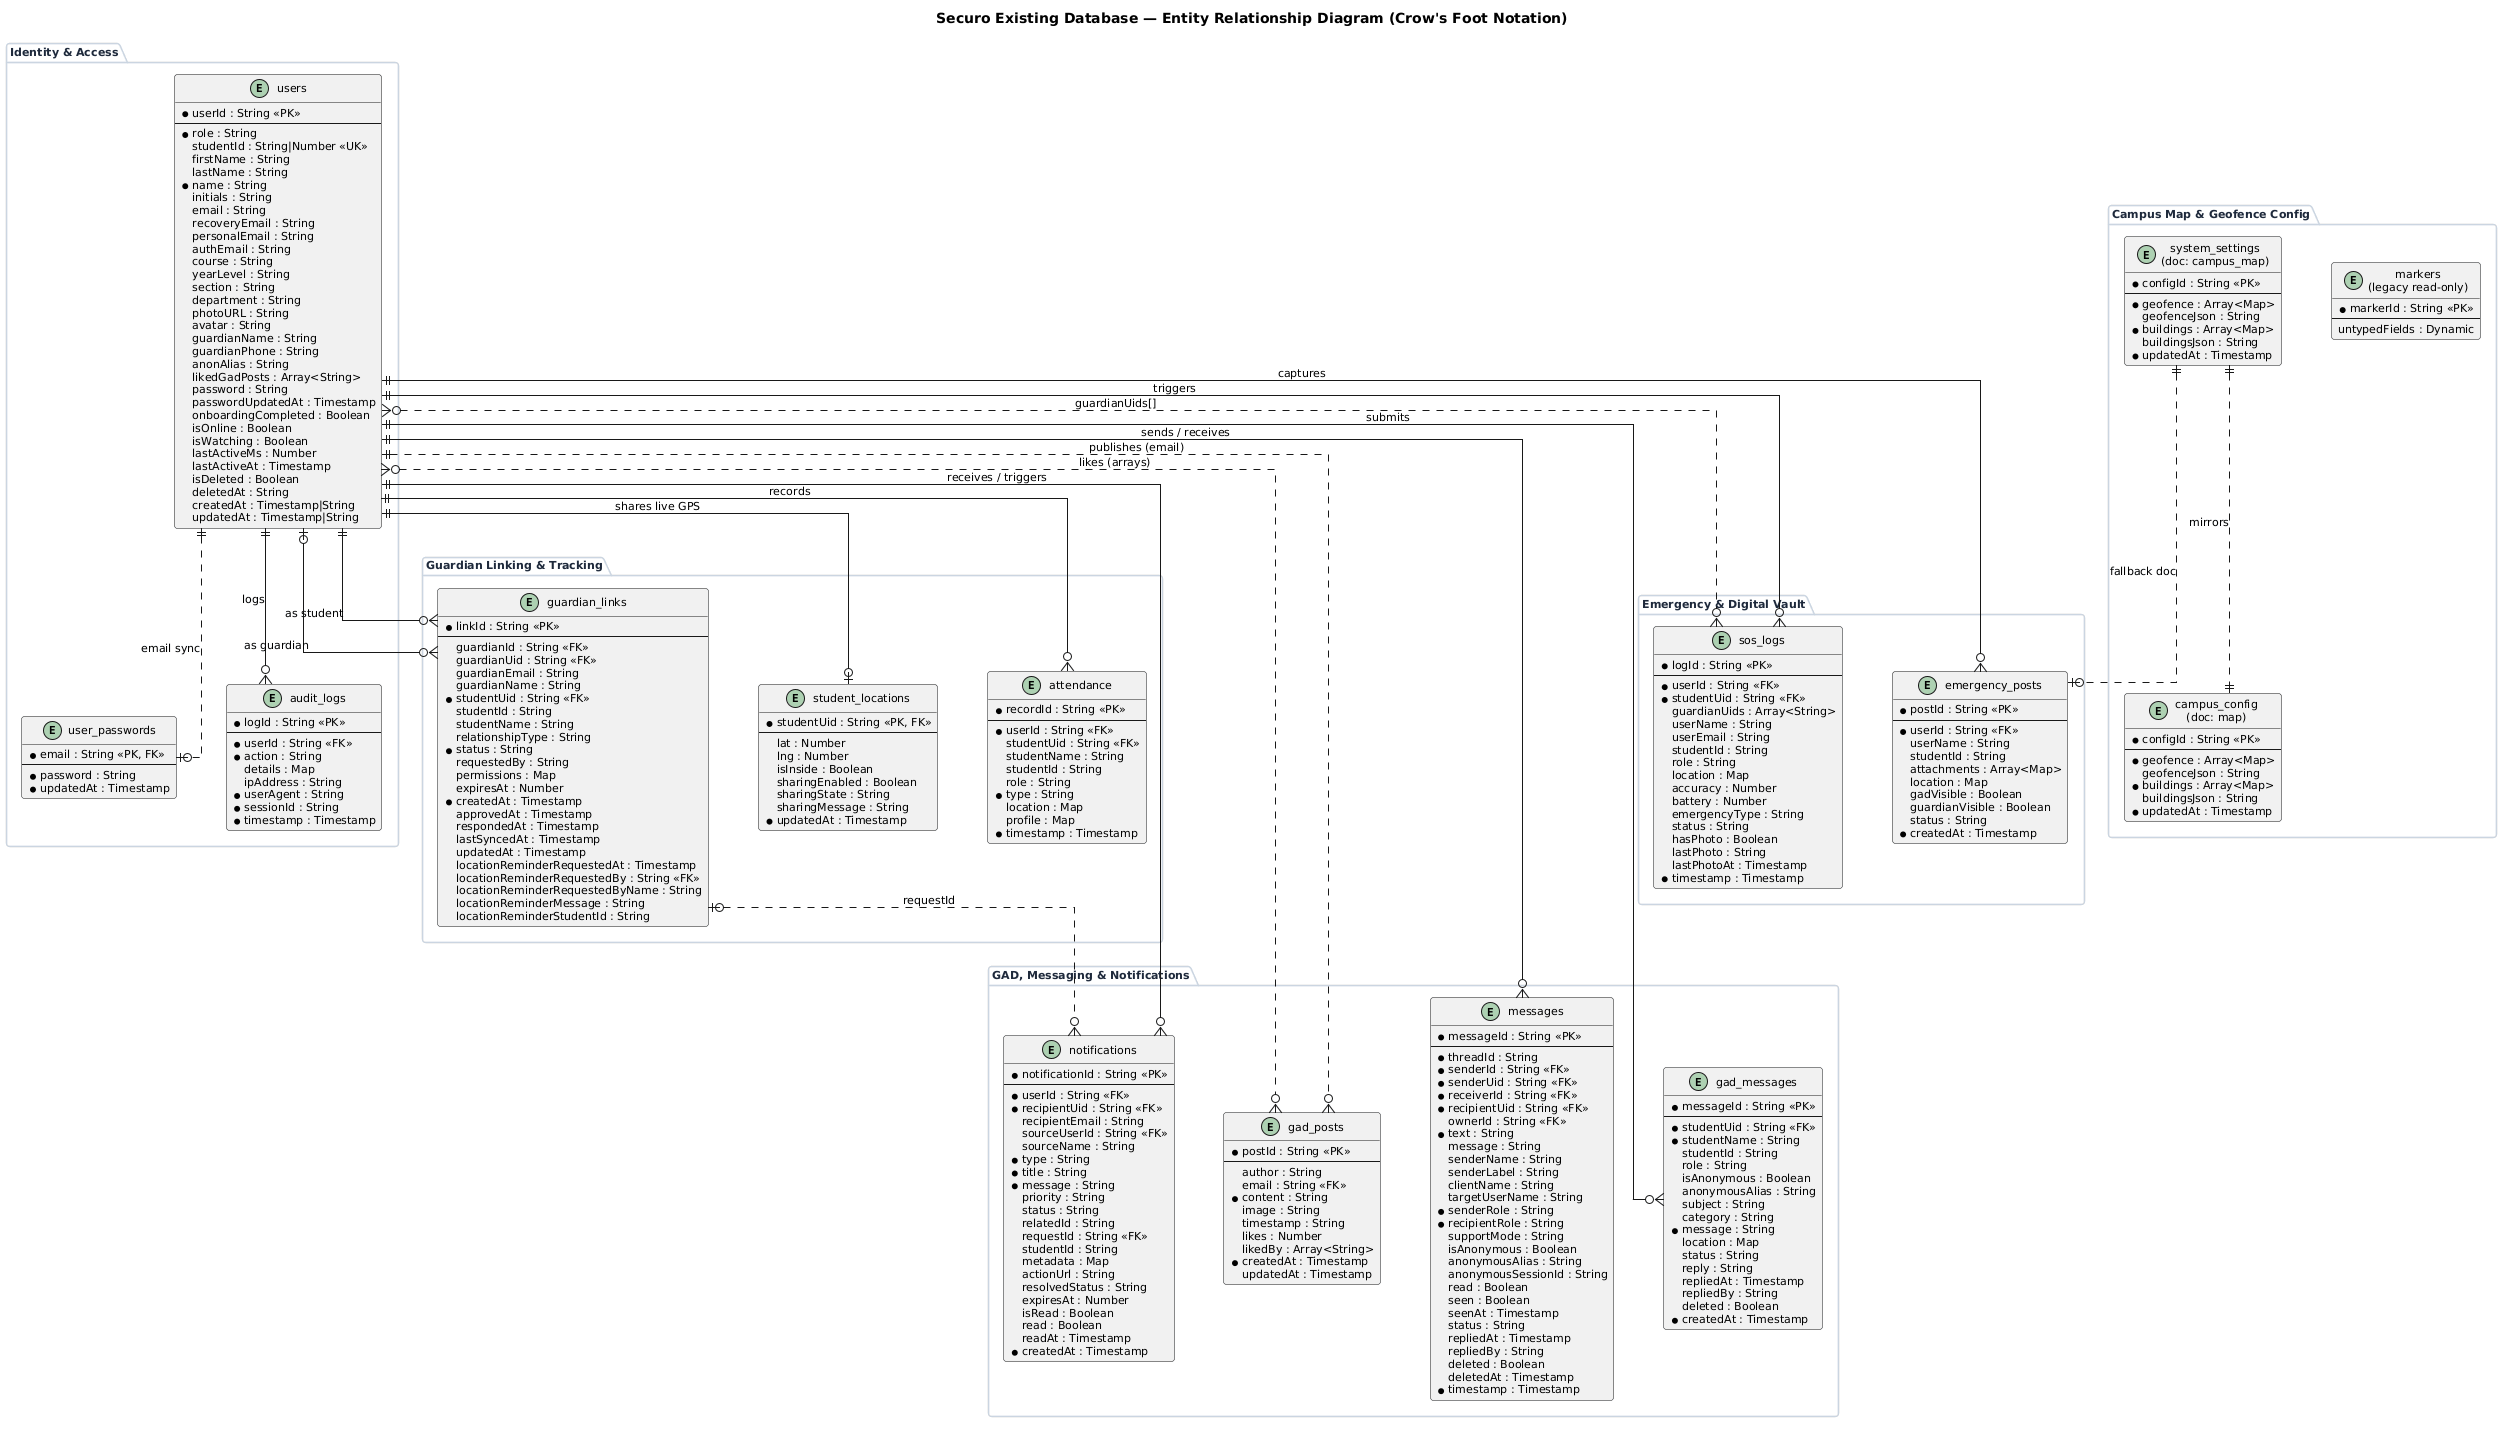 Securo Existing Database — Entity Relationship Diagram (Crow's Foot Notation)
Identity & Access
E users
userId : String «PK»
role : String
studentId : String|Number «UK»
firstName : String
lastName : String
name : String
initials : String
email : String
recoveryEmail : String
personalEmail : String
authEmail : String
course : String
yearLevel : String
section : String
department : String
photoURL : String
avatar : String
guardianName : String
guardianPhone : String
anonAlias : String
likedGadPosts : Array<String>
password : String
passwordUpdatedAt : Timestamp
onboardingCompleted : Boolean
isOnline : Boolean
isWatching : Boolean
lastActiveMs : Number
lastActiveAt : Timestamp
isDeleted : Boolean
deletedAt : String
createdAt : Timestamp|String
updatedAt : Timestamp|String
captures
triggers
guardianUids[]
submits
sends / receives
publishes (email)
likes (arrays)
receives / triggers
records
shares live GPS
logs
as student
as guardian
email sync
E user_passwords
email : String «PK, FK»
password : String
updatedAt : Timestamp
E audit_logs
logId : String «PK»
userId : String «FK»
action : String
details : Map
ipAddress : String
userAgent : String
sessionId : String
timestamp : Timestamp
Guardian Linking & Tracking
E guardian_links
linkId : String «PK»
guardianId : String «FK»
guardianUid : String «FK»
guardianEmail : String
guardianName : String
studentUid : String «FK»
studentId : String
studentName : String
relationshipType : String
status : String
requestedBy : String
permissions : Map
expiresAt : Number
createdAt : Timestamp
approvedAt : Timestamp
respondedAt : Timestamp
lastSyncedAt : Timestamp
updatedAt : Timestamp
locationReminderRequestedAt : Timestamp
locationReminderRequestedBy : String «FK»
locationReminderRequestedByName : String
locationReminderMessage : String
locationReminderStudentId : String
E student_locations
studentUid : String «PK, FK»
lat : Number
lng : Number
isInside : Boolean
sharingEnabled : Boolean
sharingState : String
sharingMessage : String
updatedAt : Timestamp
E attendance
recordId : String «PK»
userId : String «FK»
studentUid : String «FK»
studentName : String
studentId : String
role : String
type : String
location : Map
profile : Map
timestamp : Timestamp
requestId
Emergency & Digital Vault
E sos_logs
logId : String «PK»
userId : String «FK»
studentUid : String «FK»
guardianUids : Array<String>
userName : String
userEmail : String
studentId : String
role : String
location : Map
accuracy : Number
battery : Number
emergencyType : String
status : String
hasPhoto : Boolean
lastPhoto : String
lastPhotoAt : Timestamp
timestamp : Timestamp
E emergency_posts
postId : String «PK»
userId : String «FK»
userName : String
studentId : String
attachments : Array<Map>
location : Map
gadVisible : Boolean
guardianVisible : Boolean
status : String
createdAt : Timestamp
Campus Map & Geofence Config
E system_settings
(doc: campus_map)
configId : String «PK»
geofence : Array<Map>
geofenceJson : String
buildings : Array<Map>
buildingsJson : String
updatedAt : Timestamp
E markers
(legacy read-only)
markerId : String «PK»
untypedFields : Dynamic
mirrors
fallback doc
E campus_config
(doc: map)
configId : String «PK»
geofence : Array<Map>
geofenceJson : String
buildings : Array<Map>
buildingsJson : String
updatedAt : Timestamp
GAD, Messaging & Notifications
E notifications
notificationId : String «PK»
userId : String «FK»
recipientUid : String «FK»
recipientEmail : String
sourceUserId : String «FK»
sourceName : String
type : String
title : String
message : String
priority : String
status : String
relatedId : String
requestId : String «FK»
studentId : String
metadata : Map
actionUrl : String
resolvedStatus : String
expiresAt : Number
isRead : Boolean
read : Boolean
readAt : Timestamp
createdAt : Timestamp
E gad_posts
postId : String «PK»
author : String
email : String «FK»
content : String
image : String
timestamp : String
likes : Number
likedBy : Array<String>
createdAt : Timestamp
updatedAt : Timestamp
E messages
messageId : String «PK»
threadId : String
senderId : String «FK»
senderUid : String «FK»
receiverId : String «FK»
recipientUid : String «FK»
ownerId : String «FK»
text : String
message : String
senderName : String
senderLabel : String
clientName : String
targetUserName : String
senderRole : String
recipientRole : String
supportMode : String
isAnonymous : Boolean
anonymousAlias : String
anonymousSessionId : String
read : Boolean
seen : Boolean
seenAt : Timestamp
status : String
repliedAt : Timestamp
repliedBy : String
deleted : Boolean
deletedAt : Timestamp
timestamp : Timestamp
E gad_messages
messageId : String «PK»
studentUid : String «FK»
studentName : String
studentId : String
role : String
isAnonymous : Boolean
anonymousAlias : String
subject : String
category : String
message : String
location : Map
status : String
reply : String
repliedAt : Timestamp
repliedBy : String
deleted : Boolean
createdAt : Timestamp